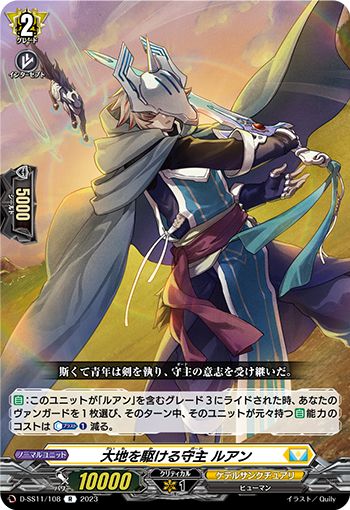 2
グレード
インターセプト
5000
シールド
斯くて青年は剣を執り、守主の意志を受け継いだ。
自:このユニットが「ルアン」を含むグレード3にライドされた時、あなたの
ヴァンガードを1枚選び、そのターン中、そのユニットが元々持つ自能力の
コストはCB1減る。
ノーマルユニット
大地を駆ける守主 ルアン
パワー 10000
クリティカル
1
ケテルサンクチュアリ
ヒューマン
D-SS11/108 R 2023
イラスト/Quily